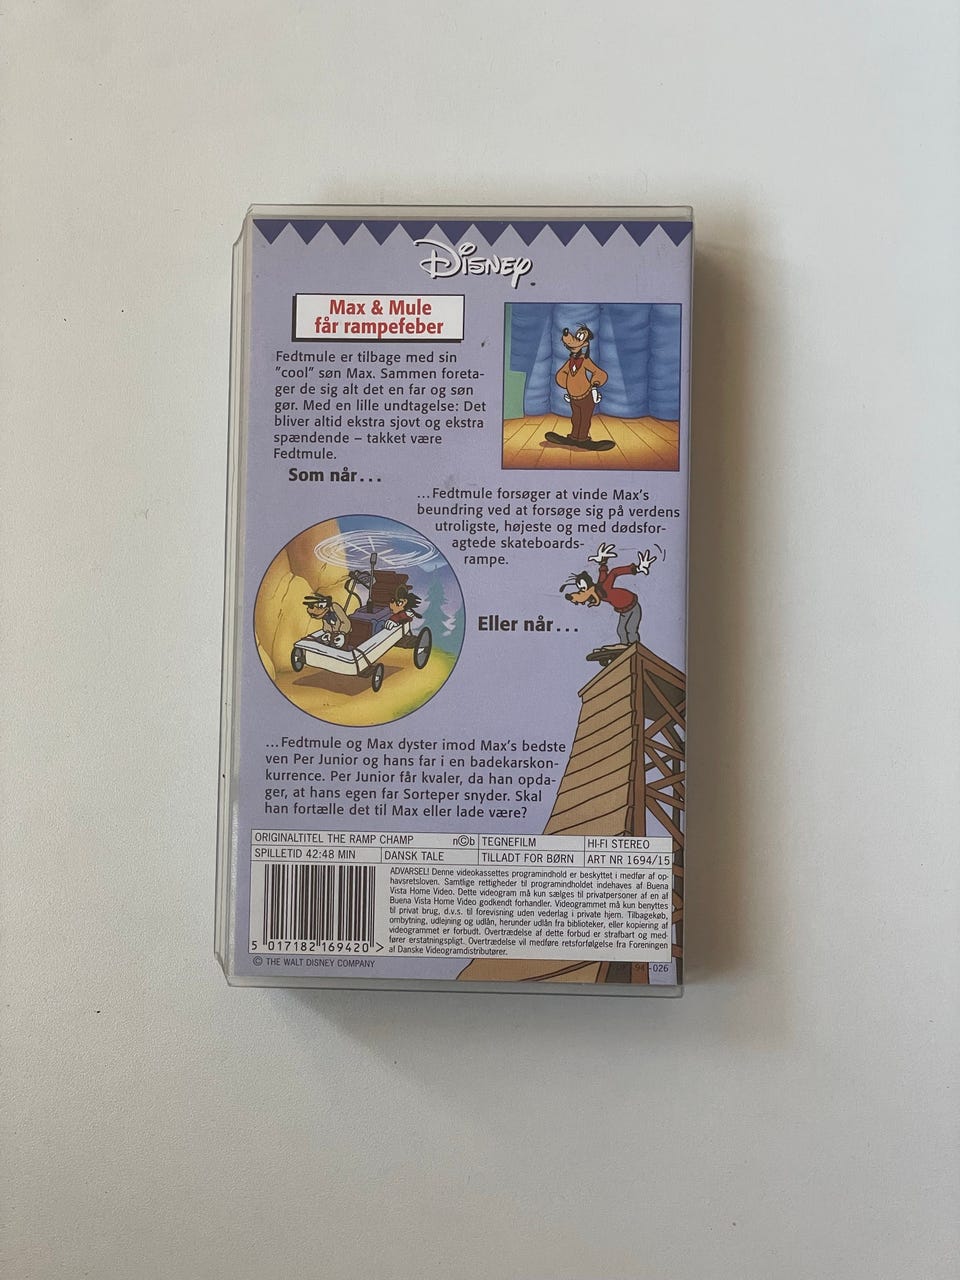 Disney
Max & Mule
får rampefeber
Fedtmule er tilbage med sin
"cool" søn Max. Sammen foreta-
ger de sig alt det en far og søn
gør. Med en lille undtagelse: Det
bliver altid ekstra sjovt og ekstra
spændende – takket være
Fedtmule.
Som når...
...Fedtmule forsøger at vinde Max's
beundring ved at forsøge sig på verdens
utroligste, højeste og med dødsfor-
agtede skateboards-
rampe.
Eller når...
...Fedtmule og Max dyster imod Max's bedste
ven Per Junior og hans far i en badekarskon-
kurrence. Per Junior får kvaler, da han opda-
ger, at hans egen far Sorteper snyder. Skal
han fortælle det til Max eller lade være?
ORIGINALTITEL THE RAMP CHAMP n©b TEGNEFILM HI-FI STEREO
SPILLETID 42:48 MIN DANSK TALE TILLADT FOR BØRN ART NR 1694/15
ADVARSEL! Denne videokassettes programindhold er beskyttet i medfør af op-
havsretsloven. Samtlige rettigheder til programindholdet indehaves af Buena
Vista Home Video. Dette videogram må kun sælges til privatpersoner af en af
Buena Vista Home Video godkendt forhandler. Videogrammet må kun benyttes
til privat brug, d.v.s. til forevisning uden vederlag i private hjem. Tilbagekøb,
ombytning, udlejning og udlån, herunder udlån fra biblioteker, eller kopiering af
videogrammet er forbudt. Overtrædelse af dette forbud er strafbart og med-
fører erstatningspligt. Overtrædelse vil medføre retsforfølgelse fra Foreningen
af Danske Videogramdistributører.
5 017182 169420 >
© THE WALT DISNEY COMPANY
94-026